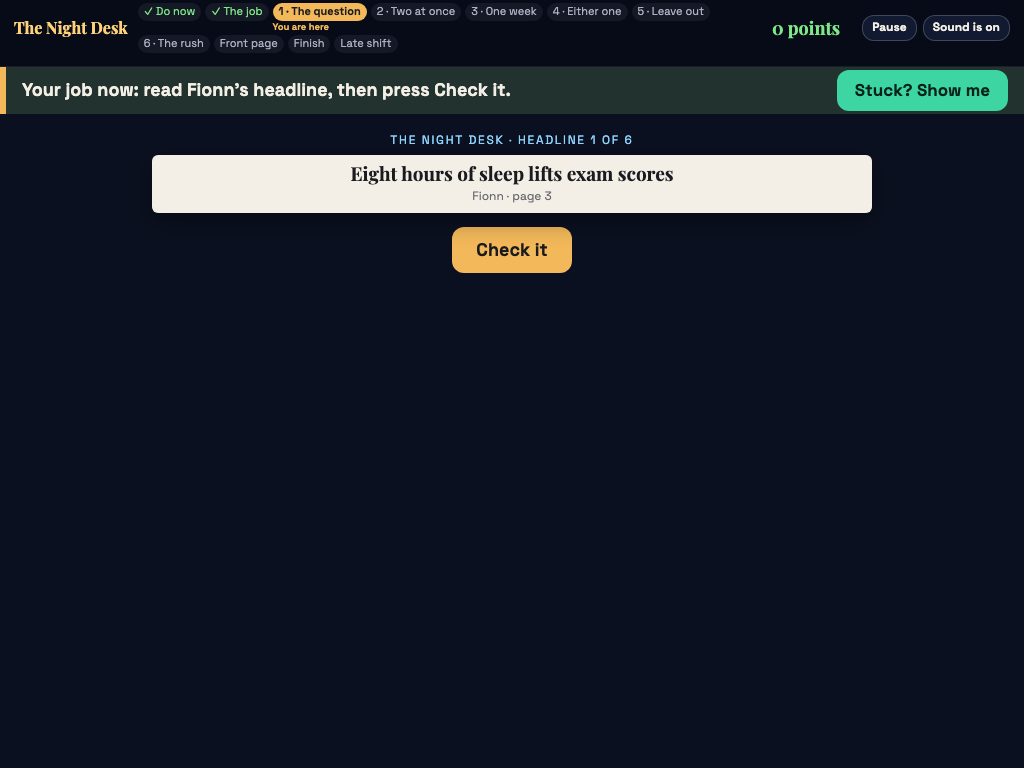 The Night Desk
✓ Do now
✓ The job
1 · The question
You are here
2 · Two at once
3 · One week
4 · Either one
5 · Leave out
6 · The rush
Front page
Finish
Late shift
0 points
Pause
Sound is on
Your job now: read Fionn's headline, then press Check it.
Stuck? Show me
THE NIGHT DESK · HEADLINE 1 OF 6
Eight hours of sleep lifts exam scores
Fionn · page 3
Check it